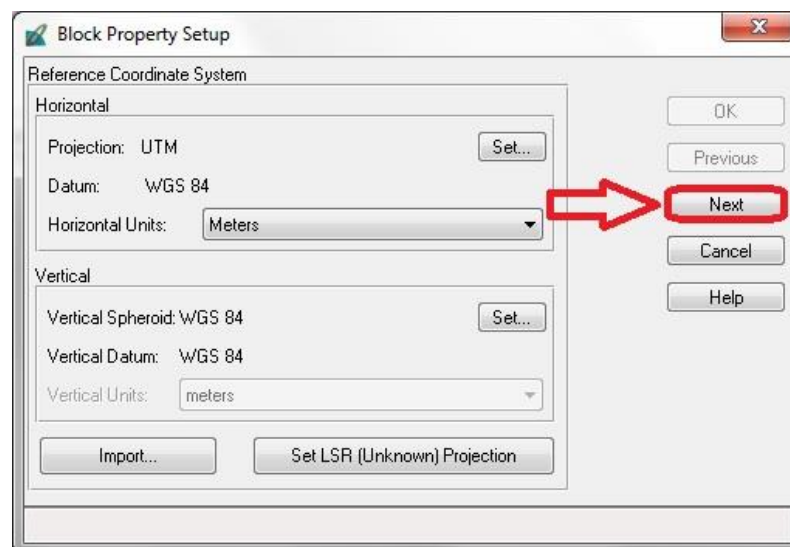 Block Property Setup
Reference Coordinate System
Horizontal
Projection: UTM
Set...
Datum: WGS 84
Horizontal Units: Meters
Vertical
Vertical Spheroid: WGS 84
Set...
Vertical Datum: WGS 84
Vertical Units: meters
Import...
Set LSR (Unknown) Projection
OK
Previous
Next
Cancel
Help